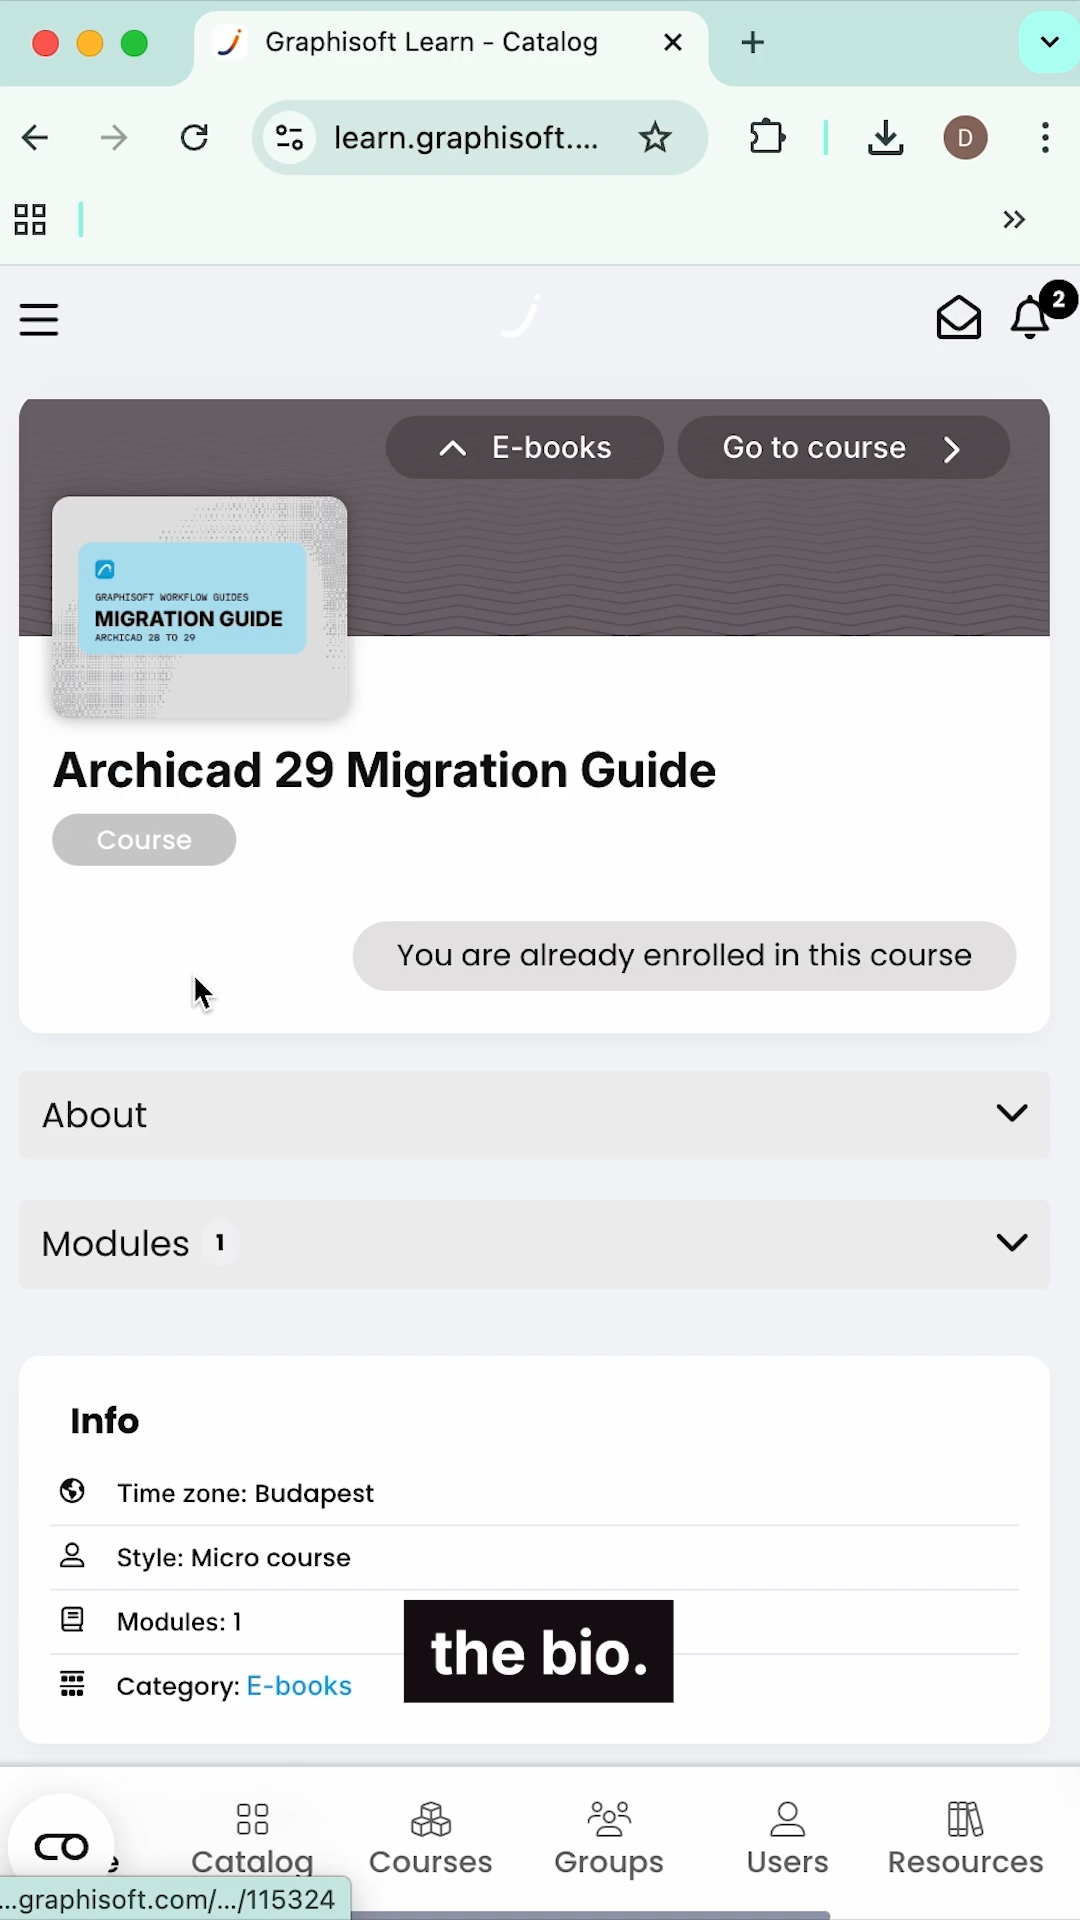 Graphisoft Learn - Catalog
learn.graphisoft....
D
2
E-books
Go to course
GRAPHISOFT WORKFLOW GUIDES
MIGRATION GUIDE
ARCHICAD 28 TO 29
Archicad 29 Migration Guide
Course
You are already enrolled in this course
About
Modules 1
Info
Time zone: Budapest
Style: Micro course
Modules: 1
the bio.
Category: E-books
Catalog
Courses
Groups
Users
Resources
...graphisoft.com/.../115324